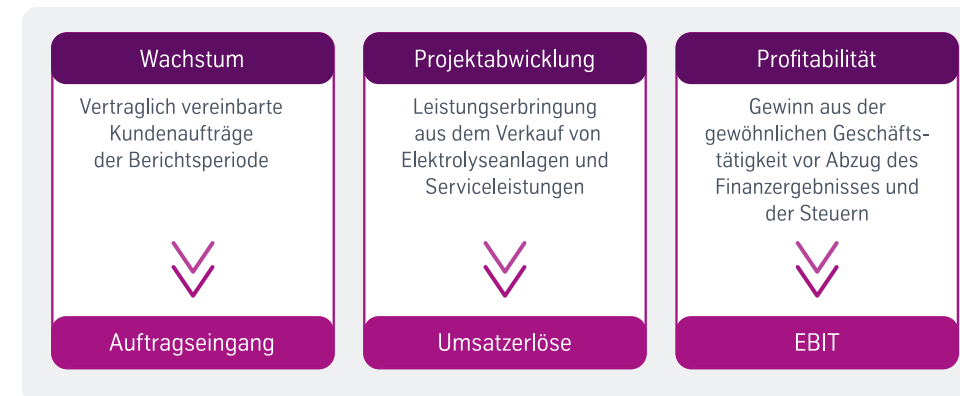 Wachstum
Vertraglich vereinbarte
Kundenaufträge
der Berichtsperiode
Auftragseingang
Projektabwicklung
Leistungserbringung
aus dem Verkauf von
Elektrolyseanlagen und
Serviceleistungen
Umsatzerlöse
Profitabilität
Gewinn aus der
gewöhnlichen Geschäfts-
tätigkeit vor Abzug des
Finanzergebnisses und
der Steuern
EBIT